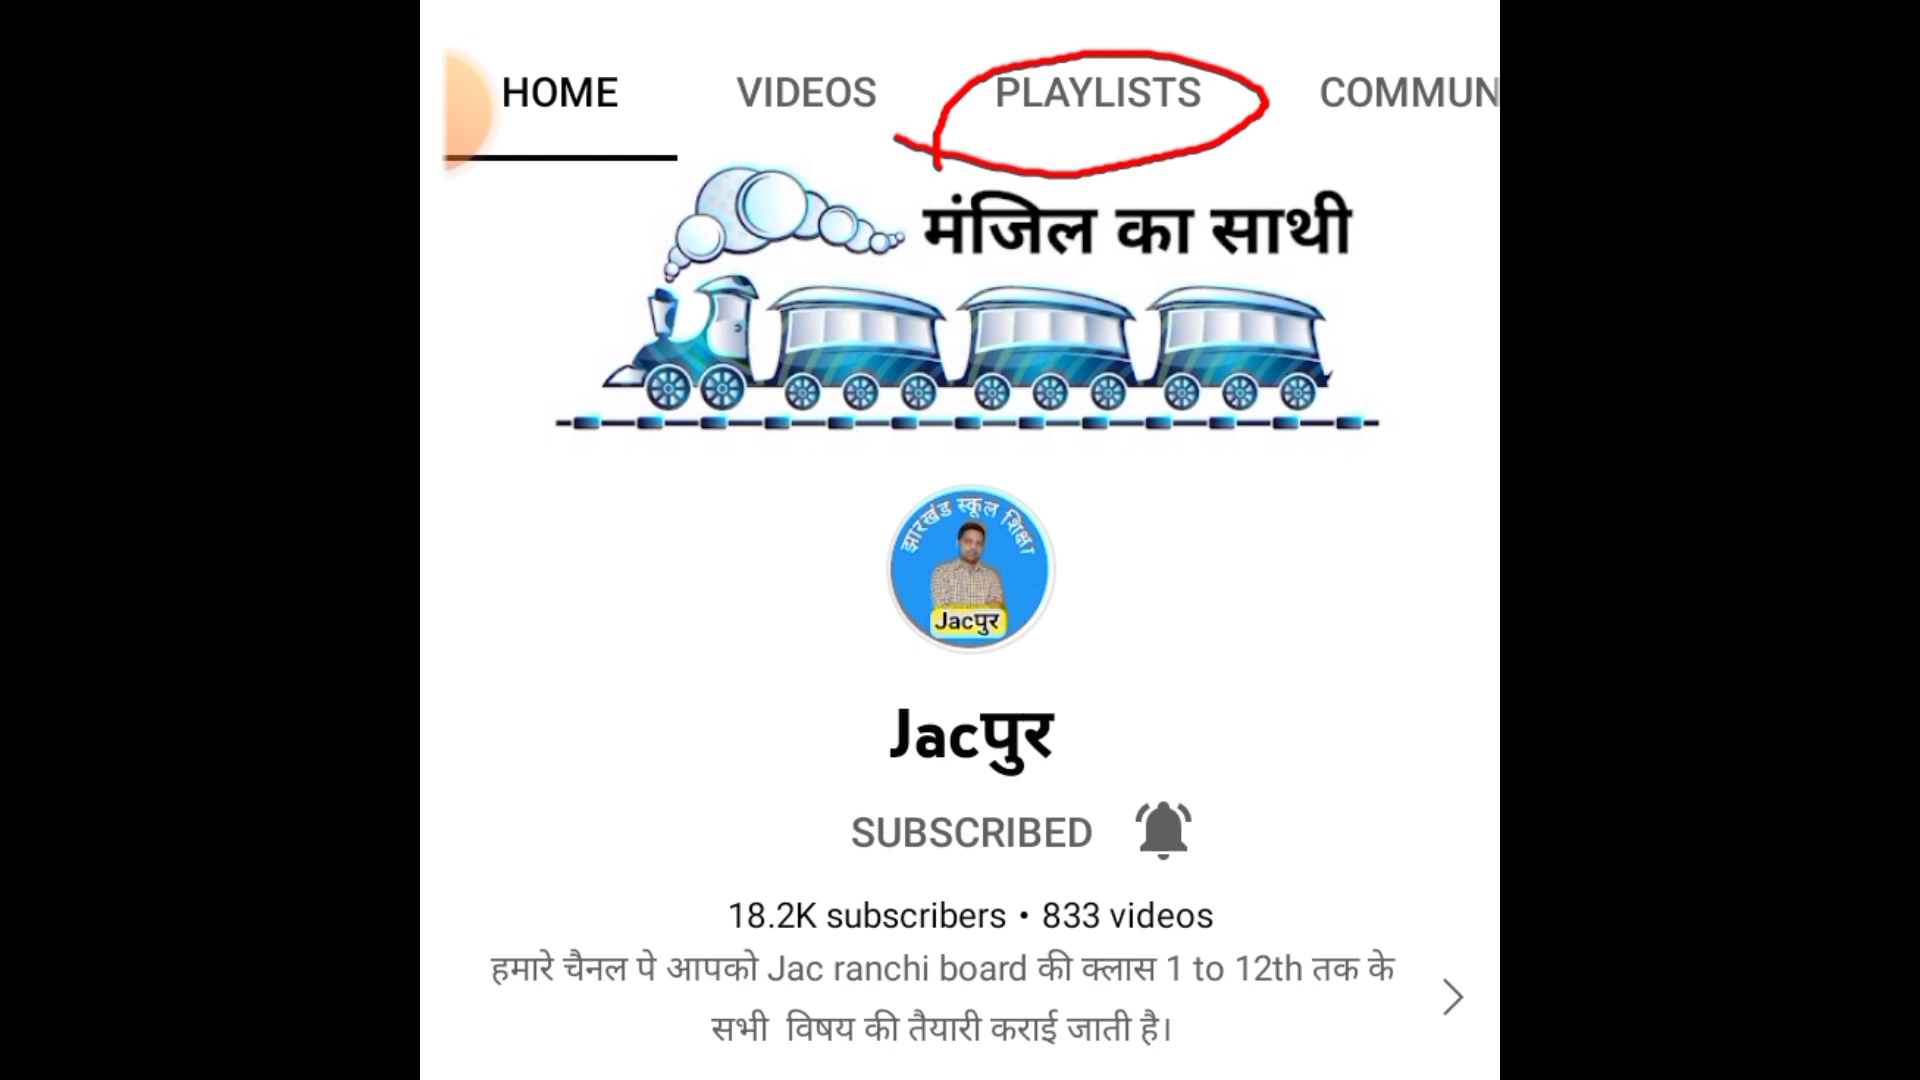 HOME VIDEOS PLAYLISTS COMMUN
मंजिल का साथी
झारखंड स्कूल शिक्षा
Jacपुर
Jacपुर
SUBSCRIBED
18.2K subscribers • 833 videos
हमारे चैनल पे आपको Jac ranchi board की क्लास 1 to 12th तक के
सभी विषय की तैयारी कराई जाती है।